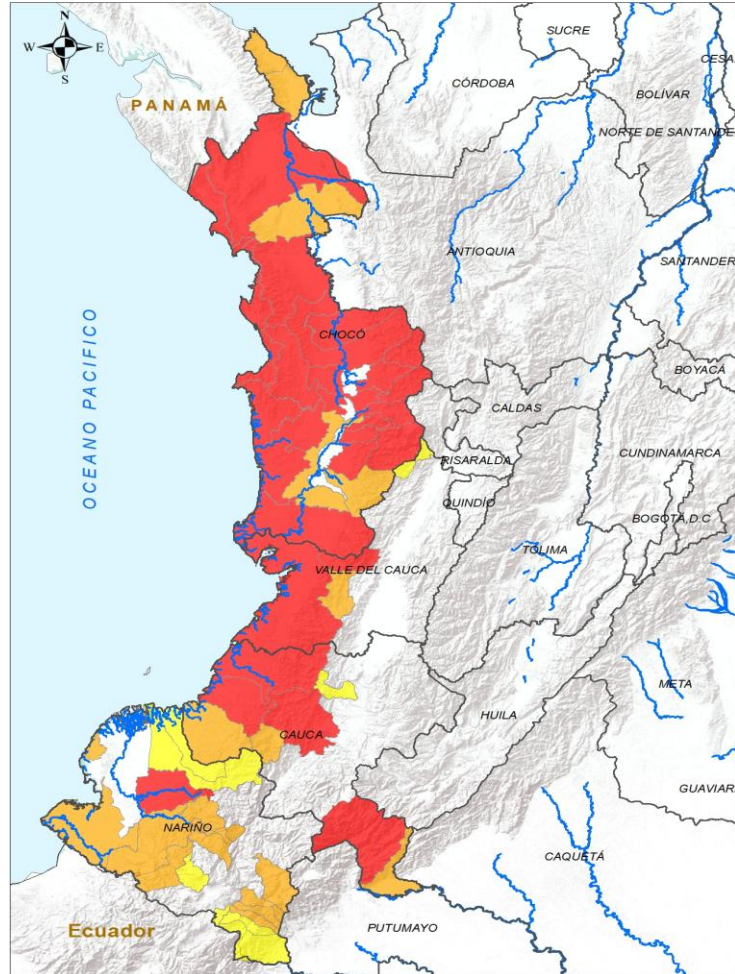 N
W E
S
SUCRE
CESA
CÓRDOBA
BOLÍVAR
PANAMÁ
NORTE DE SANTANDER
ANTIOQUIA
SANTANDER
OCEANO PACIFICO
CHOCÓ
BOYACÁ
CALDAS
CUNDINAMARCA
RISARALDA
QUINDÍO
BOGOTÁ,D.C
TOLIMA
VALLE DEL CAUCA
META
HUILA
CAUCA
GUAVIAR
NARIÑO
CAQUETÁ
Ecuador
PUTUMAYO